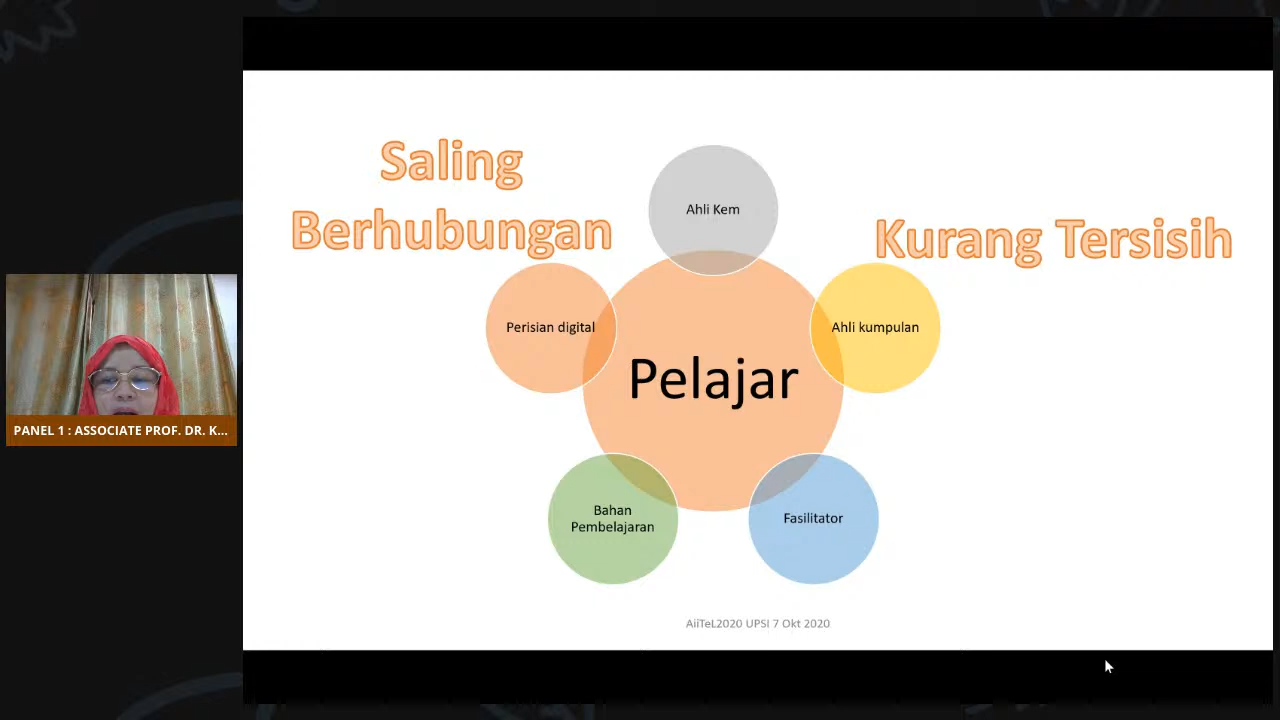 Saling
Berhubungan
Kurang Tersisih
Ahli Kem
Perisian digital
Ahli kumpulan
Pelajar
Bahan
Pembelajaran
Fasilitator
AiiTeL2020 UPSI 7 Okt 2020
PANEL 1 : ASSOCIATE PROF. DR. K...